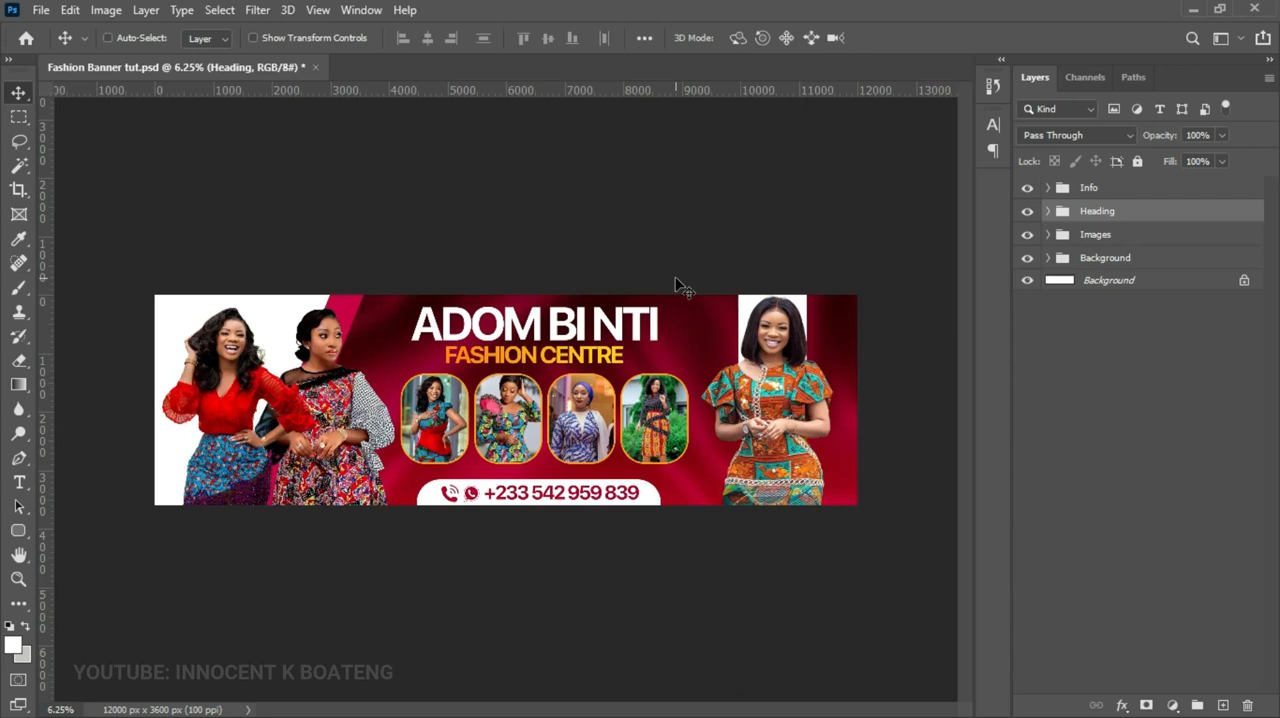 Ps File Edit Image Layer Type Select Filter 3D View Window Help
Auto-Select: Layer Show Transform Controls ••• 3D Mode:
Fashion Banner tut.psd @ 6.25% (Heading, RGB/8#) * ×
Layers Channels Paths
1000 0 1000 2000 3000 4000 5000 6000 7000 8000 9000 10000 11000 12000 13000
Kind
Pass Through Opacity: 100%
Lock: Fill: 100%
Info
Heading
Images
Background
Background
ADOM BI NTI
FASHION CENTRE
+233 542 959 839
YOUTUBE: INNOCENT K BOATENG
6.25% 12000 px x 3600 px (100 ppi)